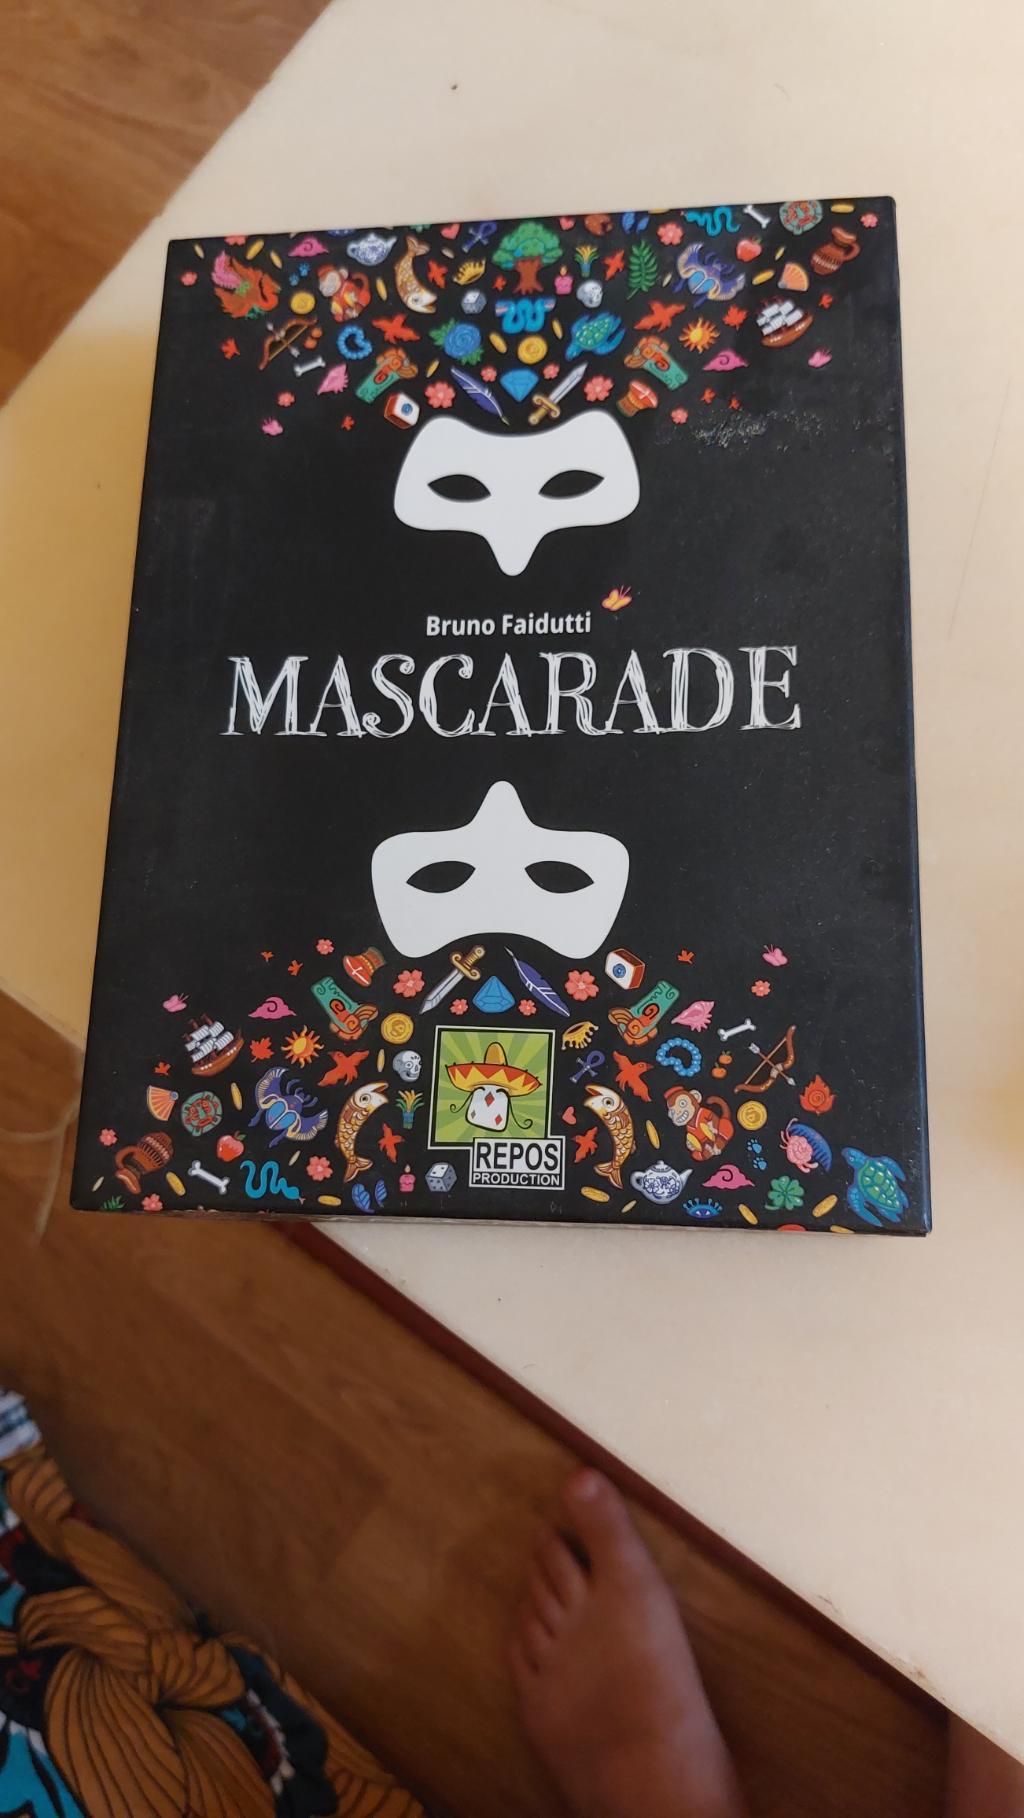 Bruno Faidutti
MASCARADE
REPOS
PRODUCTION